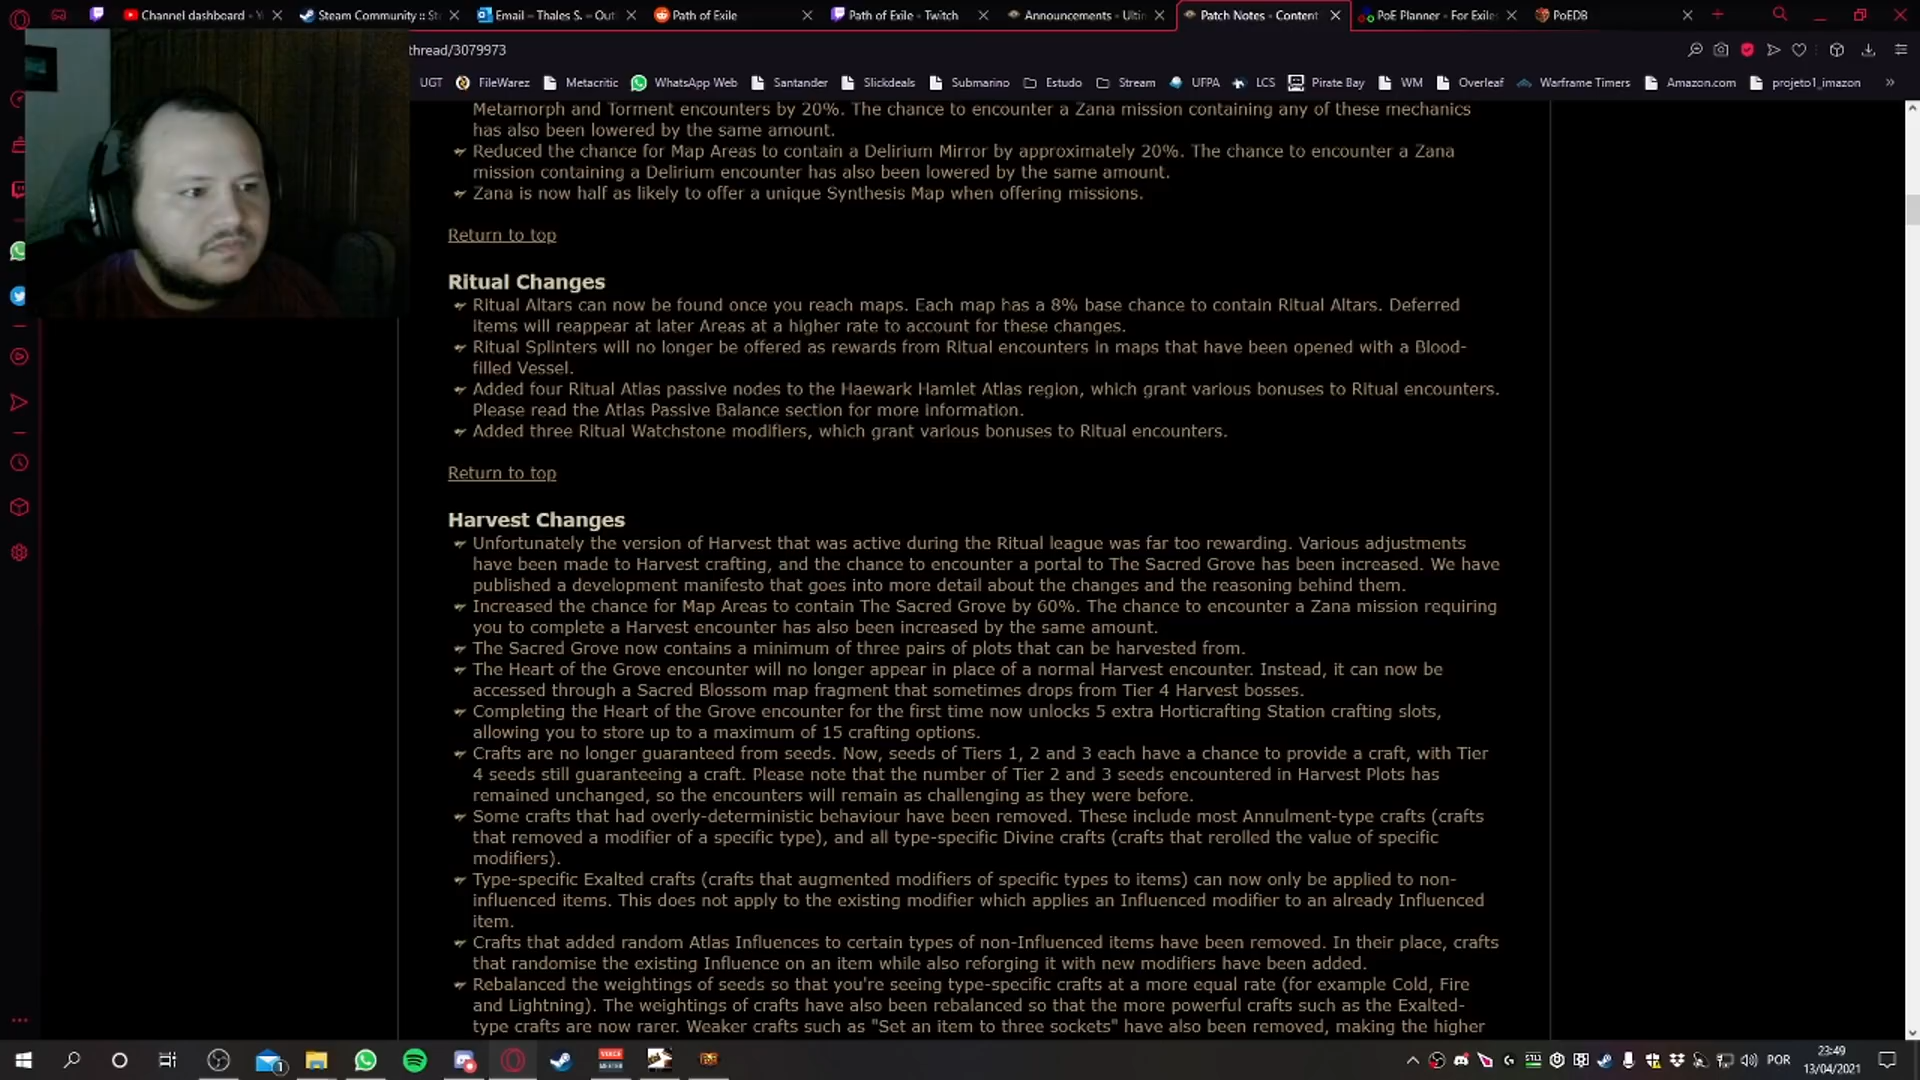 Channel dashboard - Y
Steam Community :: St
Email – Thales S. – Out
Path of Exile
Path of Exile - Twitch
Announcements - Ultin
Patch Notes - Content
PoE Planner - For Exile
PoEDB
thread/3079973
UGT
FileWarez
Metacritic
WhatsApp Web
Santander
Slickdeals
Submarino
Estudo
Stream
UFPA
LCS
Pirate Bay
WM
Overleaf
Warframe Timers
Amazon.com
projeto1_imazon
Metamorph and Torment encounters by 20%. The chance to encounter a Zana mission containing any of these mechanics
has also been lowered by the same amount.
Reduced the chance for Map Areas to contain a Delirium Mirror by approximately 20%. The chance to encounter a Zana
mission containing a Delirium encounter has also been lowered by the same amount.
Zana is now half as likely to offer a unique Synthesis Map when offering missions.
Return to top
Ritual Changes
Ritual Altars can now be found once you reach maps. Each map has a 8% base chance to contain Ritual Altars. Deferred
items will reappear at later Areas at a higher rate to account for these changes.
Ritual Splinters will no longer be offered as rewards from Ritual encounters in maps that have been opened with a Blood-
filled Vessel.
Added four Ritual Atlas passive nodes to the Haewark Hamlet Atlas region, which grant various bonuses to Ritual encounters.
Please read the Atlas Passive Balance section for more information.
Added three Ritual Watchstone modifiers, which grant various bonuses to Ritual encounters.
Return to top
Harvest Changes
Unfortunately the version of Harvest that was active during the Ritual league was far too rewarding. Various adjustments
have been made to Harvest crafting, and the chance to encounter a portal to The Sacred Grove has been increased. We have
published a development manifesto that goes into more detail about the changes and the reasoning behind them.
Increased the chance for Map Areas to contain The Sacred Grove by 60%. The chance to encounter a Zana mission requiring
you to complete a Harvest encounter has also been increased by the same amount.
The Sacred Grove now contains a minimum of three pairs of plots that can be harvested from.
The Heart of the Grove encounter will no longer appear in place of a normal Harvest encounter. Instead, it can now be
accessed through a Sacred Blossom map fragment that sometimes drops from Tier 4 Harvest bosses.
Completing the Heart of the Grove encounter for the first time now unlocks 5 extra Horticrafting Station crafting slots,
allowing you to store up to a maximum of 15 crafting options.
Crafts are no longer guaranteed from seeds. Now, seeds of Tiers 1, 2 and 3 each have a chance to provide a craft, with Tier
4 seeds still guaranteeing a craft. Please note that the number of Tier 2 and 3 seeds encountered in Harvest Plots has
remained unchanged, so the encounters will remain as challenging as they were before.
Some crafts that had overly-deterministic behaviour have been removed. These include most Annulment-type crafts (crafts
that removed a modifier of a specific type), and all type-specific Divine crafts (crafts that rerolled the value of specific
modifiers).
Type-specific Exalted crafts (crafts that augmented modifiers of specific types to items) can now only be applied to non-
influenced items. This does not apply to the existing modifier which applies an Influenced modifier to an already Influenced
item.
Crafts that added random Atlas Influences to certain types of non-Influenced items have been removed. In their place, crafts
that randomise the existing Influence on an item while also reforging it with new modifiers have been added.
Rebalanced the weightings of seeds so that you're seeing type-specific crafts at a more equal rate (for example Cold, Fire
and Lightning). The weightings of crafts have also been rebalanced so that the more powerful crafts such as the Exalted-
type crafts are now rarer. Weaker crafts such as "Set an item to three sockets" have also been removed, making the higher
POR
23:49
13/04/2021